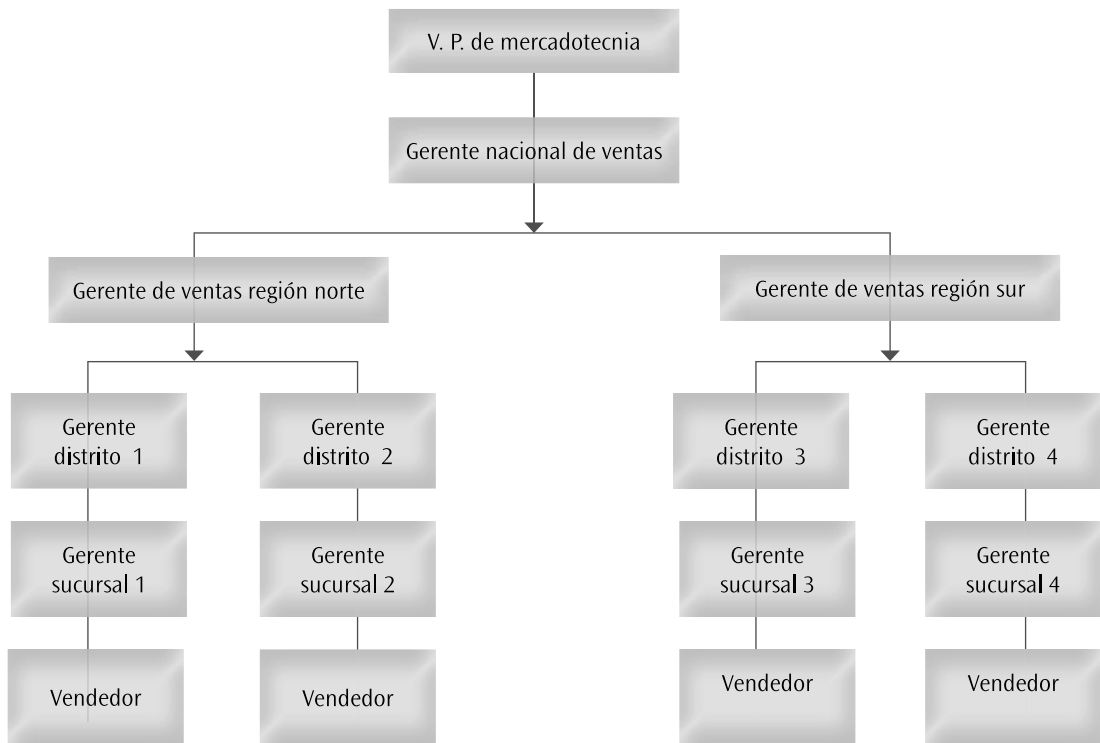 V. P. de mercadotecnia
Gerente nacional de ventas
Gerente de ventas región norte
Gerente de ventas región sur
Gerente
distrito 1
Gerente
distrito 2
Gerente
distrito 3
Gerente
distrito 4
Gerente
sucursal 1
Gerente
sucursal 2
Gerente
sucursal 3
Gerente
sucursal 4
Vendedor
Vendedor
Vendedor
Vendedor